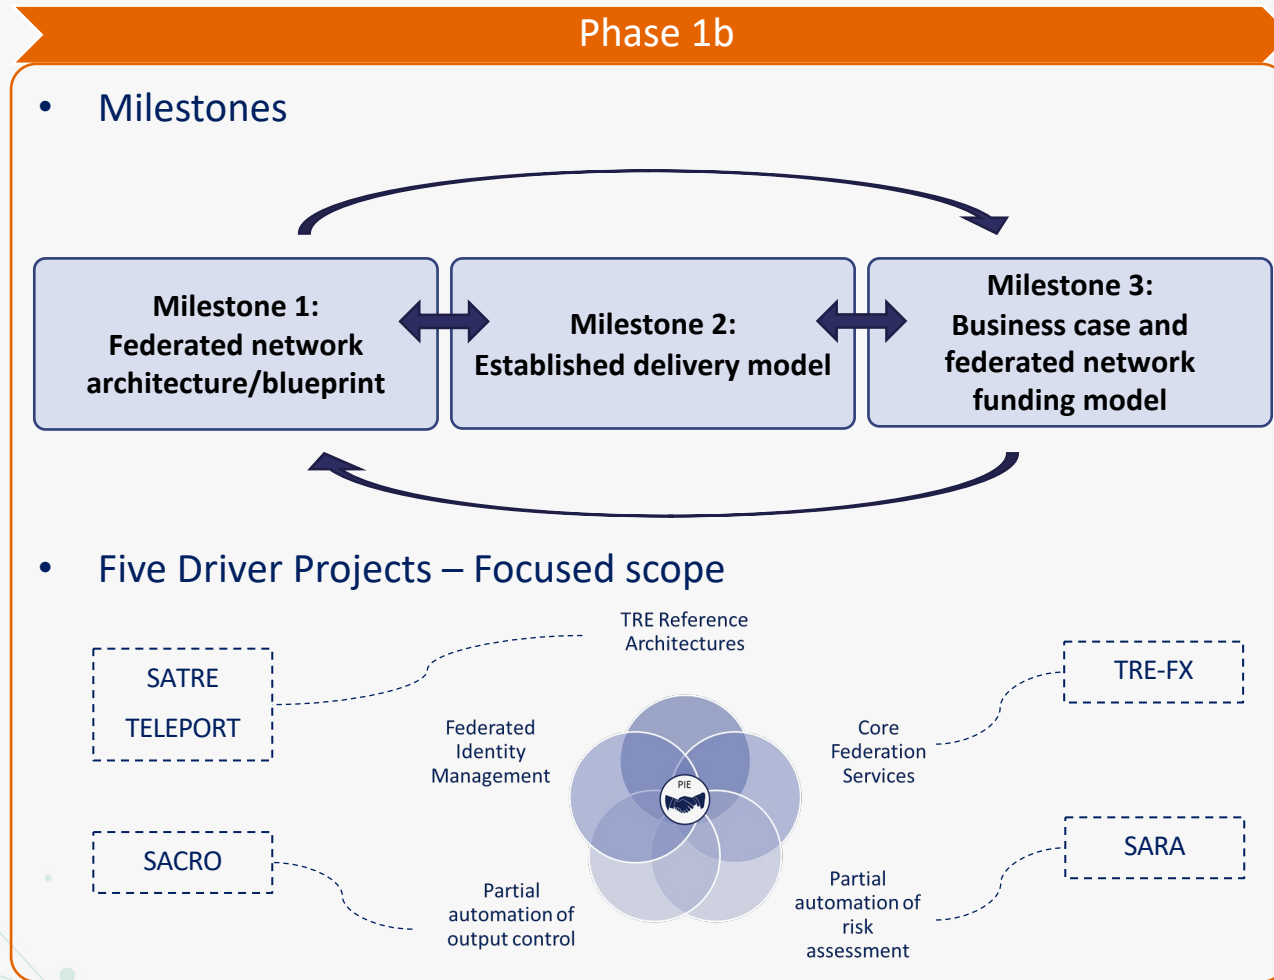 Phase 1b
• Milestones
Milestone 1:
Federated network
architecture/blueprint
Milestone 2:
Established delivery model
Milestone 3:
Business case and
federated network
funding model
• Five Driver Projects – Focused scope
TRE Reference
Architectures
SATRE
TELEPORT
TRE-FX
Federated
Identity
Management
Core
Federation
Services
PIE
SACRO
SARA
Partial
automation of
output control
Partial
automation of
risk
assessment